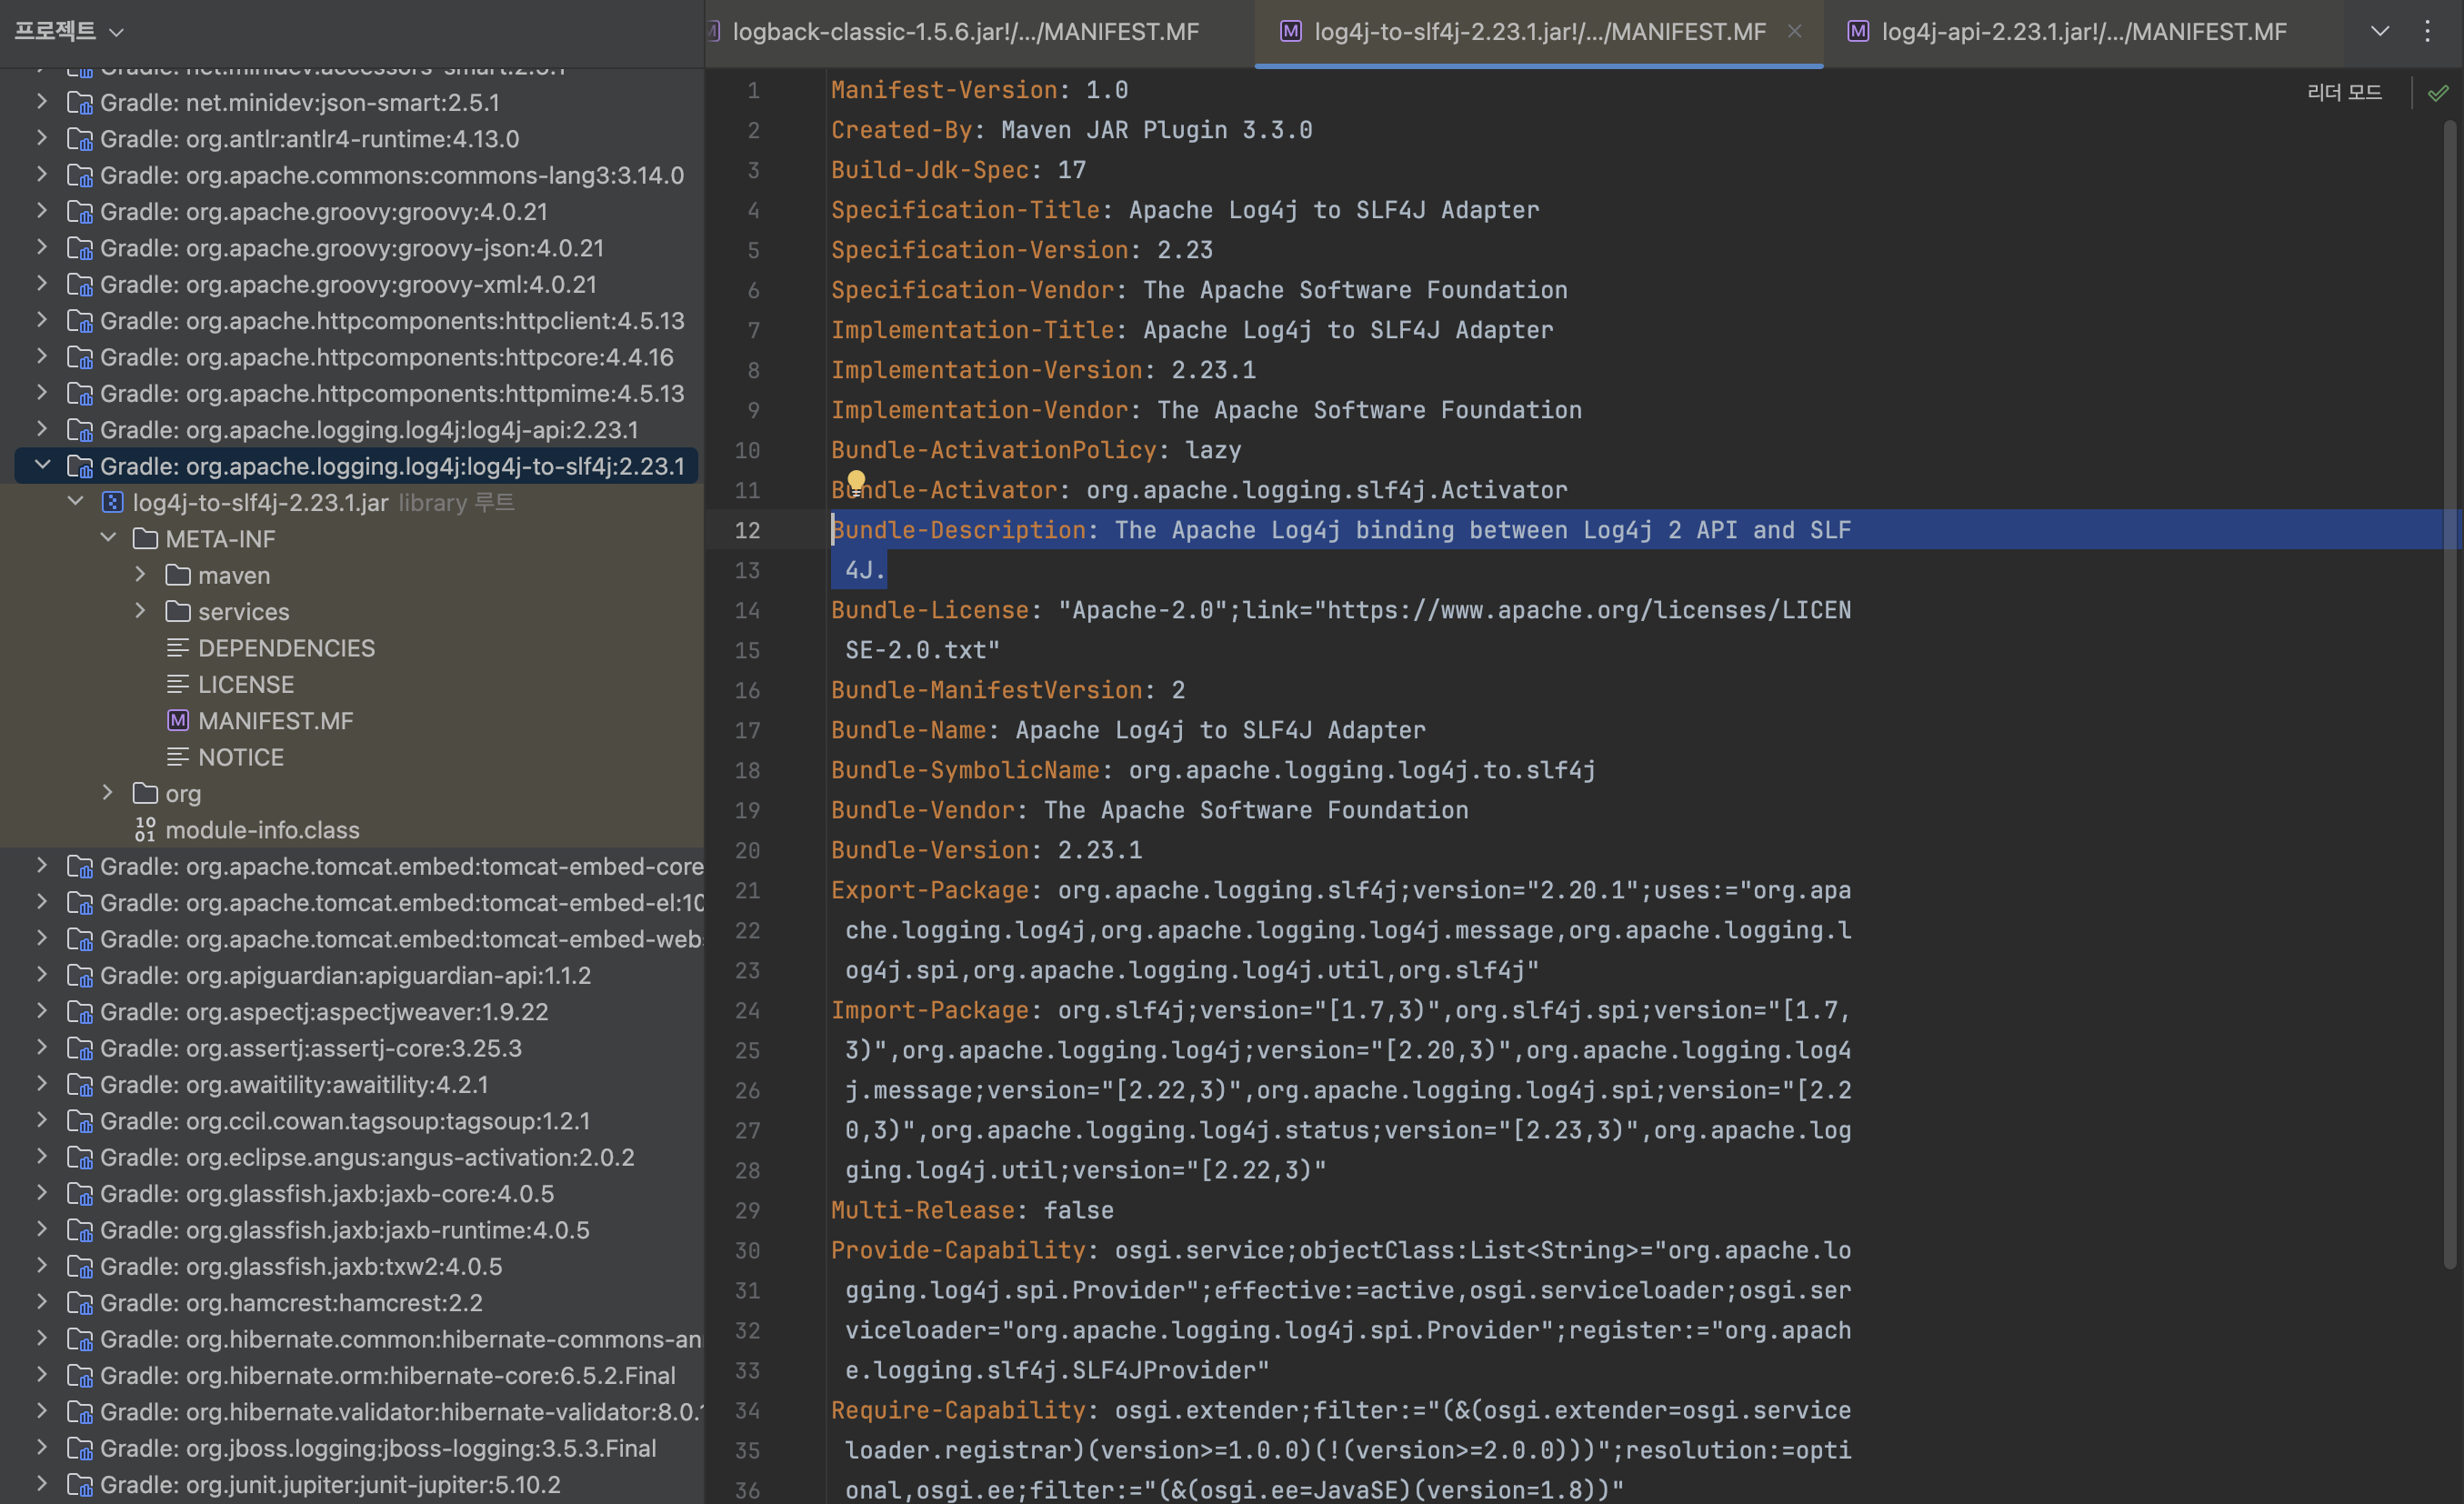 프로젝트
Gradle: net.minidev:json-smart:2.5.1
Gradle: org.antlr:antlr4-runtime:4.13.0
Gradle: org.apache.commons:commons-lang3:3.14.0
Gradle: org.apache.groovy:groovy:4.0.21
Gradle: org.apache.groovy:groovy-json:4.0.21
Gradle: org.apache.groovy:groovy-xml:4.0.21
Gradle: org.apache.httpcomponents:httpclient:4.5.13
Gradle: org.apache.httpcomponents:httpcore:4.4.16
Gradle: org.apache.httpcomponents:httpmime:4.5.13
Gradle: org.apache.logging.log4j:log4j-api:2.23.1
Gradle: org.apache.logging.log4j:log4j-to-slf4j:2.23.1
log4j-to-slf4j-2.23.1.jar library 루트
META-INF
maven
services
DEPENDENCIES
LICENSE
MANIFEST.MF
NOTICE
org
module-info.class
Gradle: org.apache.tomcat.embed:tomcat-embed-core
Gradle: org.apache.tomcat.embed:tomcat-embed-el:10
Gradle: org.apache.tomcat.embed:tomcat-embed-web
Gradle: org.apiguardian:apiguardian-api:1.1.2
Gradle: org.aspectj:aspectjweaver:1.9.22
Gradle: org.assertj:assertj-core:3.25.3
Gradle: org.awaitility:awaitility:4.2.1
Gradle: org.ccil.cowan.tagsoup:tagsoup:1.2.1
Gradle: org.eclipse.angus:angus-activation:2.0.2
Gradle: org.glassfish.jaxb:jaxb-core:4.0.5
Gradle: org.glassfish.jaxb:jaxb-runtime:4.0.5
Gradle: org.glassfish.jaxb:txw2:4.0.5
Gradle: org.hamcrest:hamcrest:2.2
Gradle: org.hibernate.common:hibernate-commons-an
Gradle: org.hibernate.orm:hibernate-core:6.5.2.Final
Gradle: org.hibernate.validator:hibernate-validator:8.0.
Gradle: org.jboss.logging:jboss-logging:3.5.3.Final
Gradle: org.junit.jupiter:junit-jupiter:5.10.2
logback-classic-1.5.6.jar!/.../MANIFEST.MF
log4j-to-slf4j-2.23.1.jar!/.../MANIFEST.MF
log4j-api-2.23.1.jar!/.../MANIFEST.MF
리더 모드
1 Manifest-Version: 1.0
2 Created-By: Maven JAR Plugin 3.3.0
3 Build-Jdk-Spec: 17
4 Specification-Title: Apache Log4j to SLF4J Adapter
5 Specification-Version: 2.23
6 Specification-Vendor: The Apache Software Foundation
7 Implementation-Title: Apache Log4j to SLF4J Adapter
8 Implementation-Version: 2.23.1
9 Implementation-Vendor: The Apache Software Foundation
10 Bundle-ActivationPolicy: lazy
11 Bundle-Activator: org.apache.logging.slf4j.Activator
12 Bundle-Description: The Apache Log4j binding between Log4j 2 API and SLF
13 4J.
14 Bundle-License: "Apache-2.0";link="https://www.apache.org/licenses/LICEN
15 SE-2.0.txt"
16 Bundle-ManifestVersion: 2
17 Bundle-Name: Apache Log4j to SLF4J Adapter
18 Bundle-SymbolicName: org.apache.logging.log4j.to.slf4j
19 Bundle-Vendor: The Apache Software Foundation
20 Bundle-Version: 2.23.1
21 Export-Package: org.apache.logging.slf4j;version="2.20.1";uses:="org.apa
22 che.logging.log4j,org.apache.logging.log4j.message,org.apache.logging.l
23 og4j.spi,org.apache.logging.log4j.util,org.slf4j"
24 Import-Package: org.slf4j;version="[1.7,3)",org.slf4j.spi;version="[1.7,
25 3)",org.apache.logging.log4j;version="[2.20,3)",org.apache.logging.log4
26 j.message;version="[2.22,3)",org.apache.logging.log4j.spi;version="[2.2
27 0,3)",org.apache.logging.log4j.status;version="[2.23,3)",org.apache.log
28 ging.log4j.util;version="[2.22,3)"
29 Multi-Release: false
30 Provide-Capability: osgi.service;objectClass:List<String>="org.apache.lo
31 gging.log4j.spi.Provider";effective:=active,osgi.serviceloader;osgi.ser
32 viceloader="org.apache.logging.log4j.spi.Provider";register:="org.apach
33 e.logging.slf4j.SLF4JProvider"
34 Require-Capability: osgi.extender;filter:="(&(osgi.extender=osgi.service
35 loader.registrar)(version>=1.0.0)(!(version>=2.0.0)))";resolution:=opti
36 onal,osgi.ee;filter:="(&(osgi.ee=JavaSE)(version=1.8))"